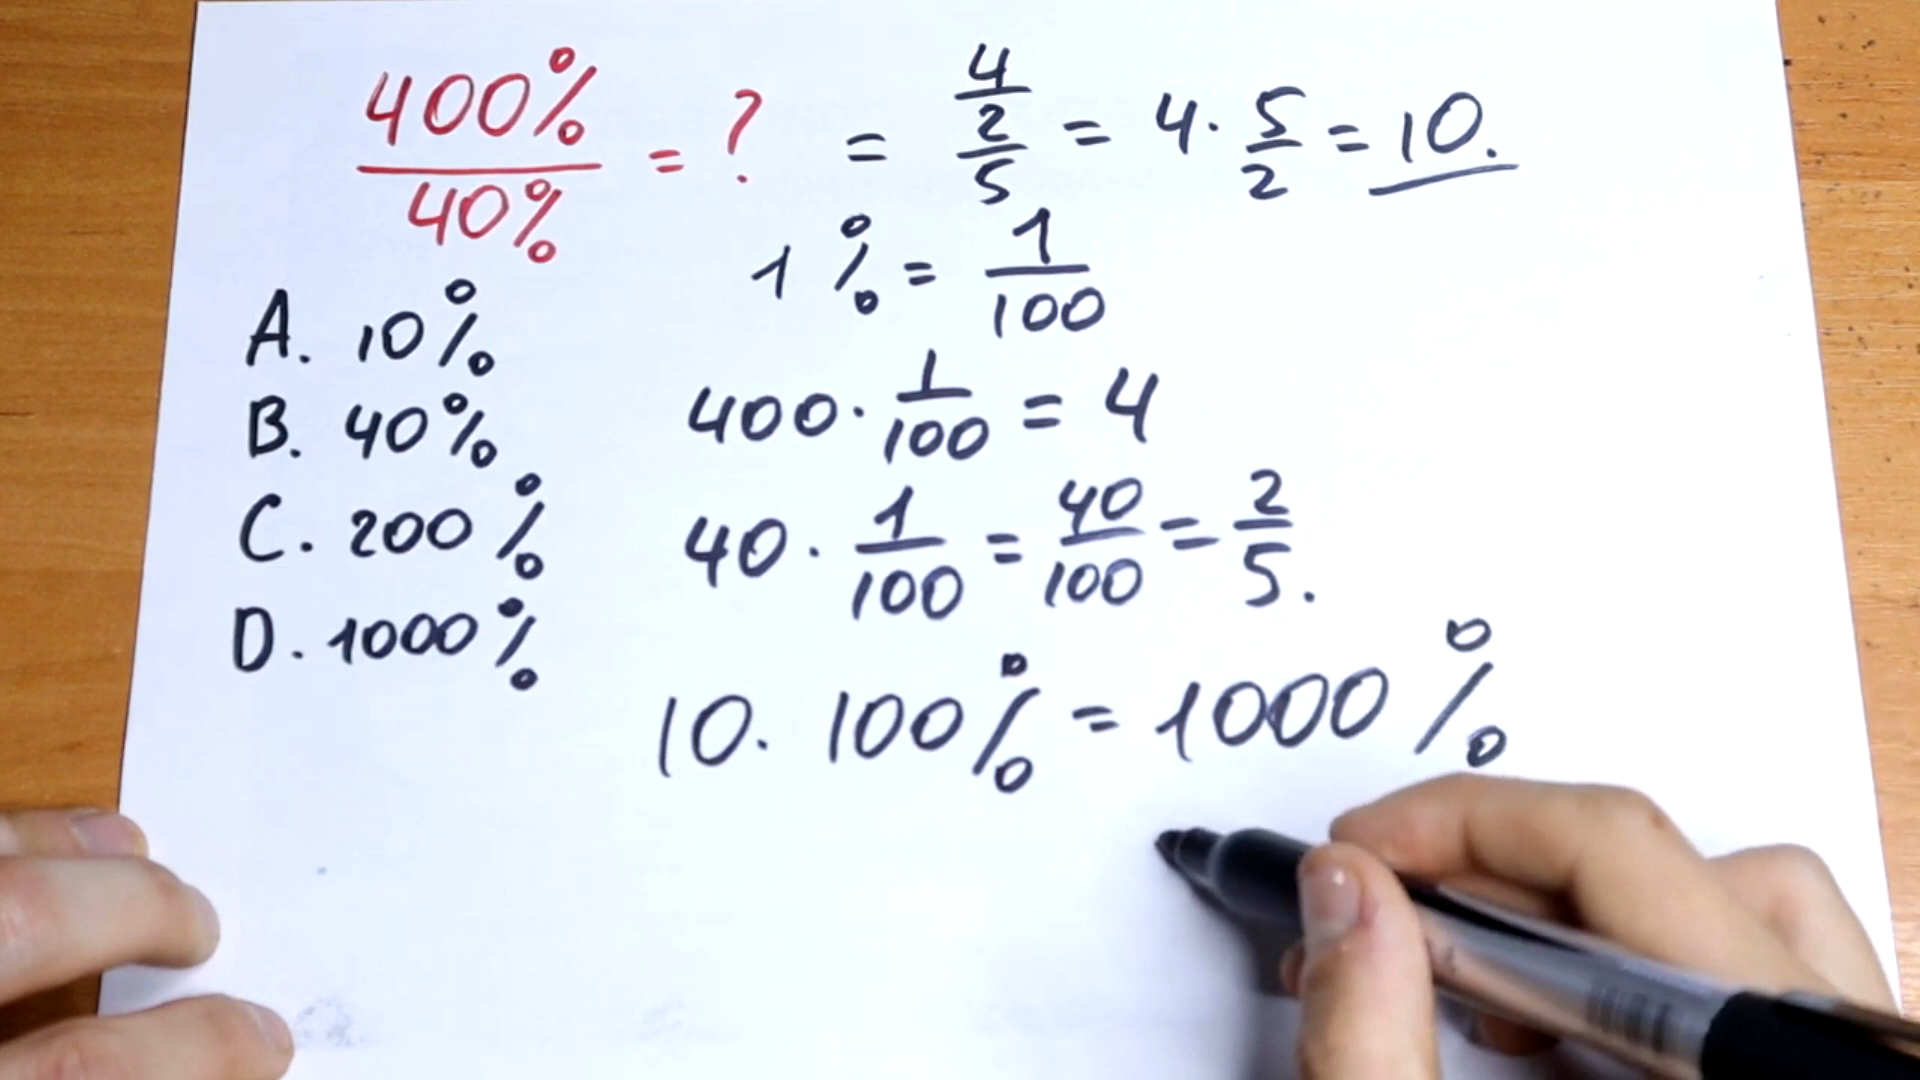 400% / 40% = ? = 4 / (2/5) = 4 · 5/2 = 10.
1% = 1/100
A. 10%
400 · 1/100 = 4
B. 40%
40 · 1/100 = 40/100 = 2/5.
C. 200%
D. 1000%
10. 100% = 1000%